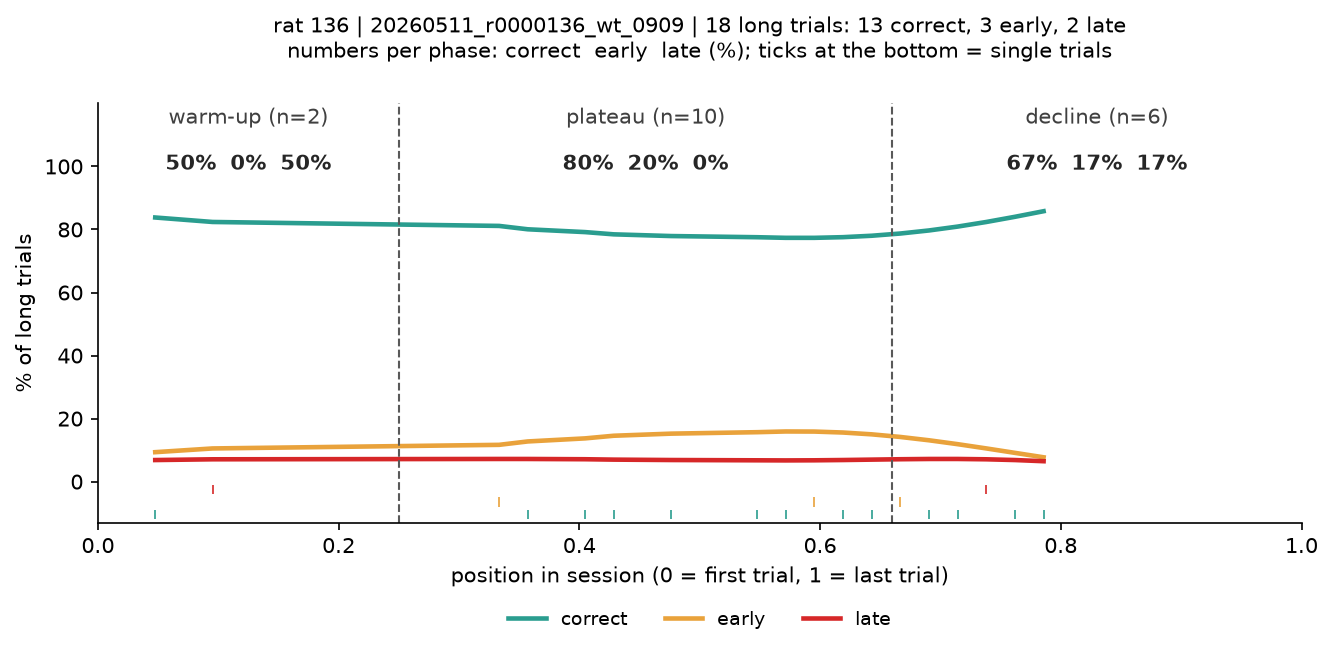 rat 136 | 20260511_r0000136_wt_0909 | 18 long trials: 13 correct, 3 early, 2 late
numbers per phase: correct  early  late (%); ticks at the bottom = single trials
warm-up (n=2)
plateau (n=10)
decline (n=6)
50%  0%  50%
80%  20%  0%
67%  17%  17%
% of long trials
100
80
60
40
20
0
0.0
0.2
0.4
0.6
0.8
1.0
position in session (0 = first trial, 1 = last trial)
correct
early
late